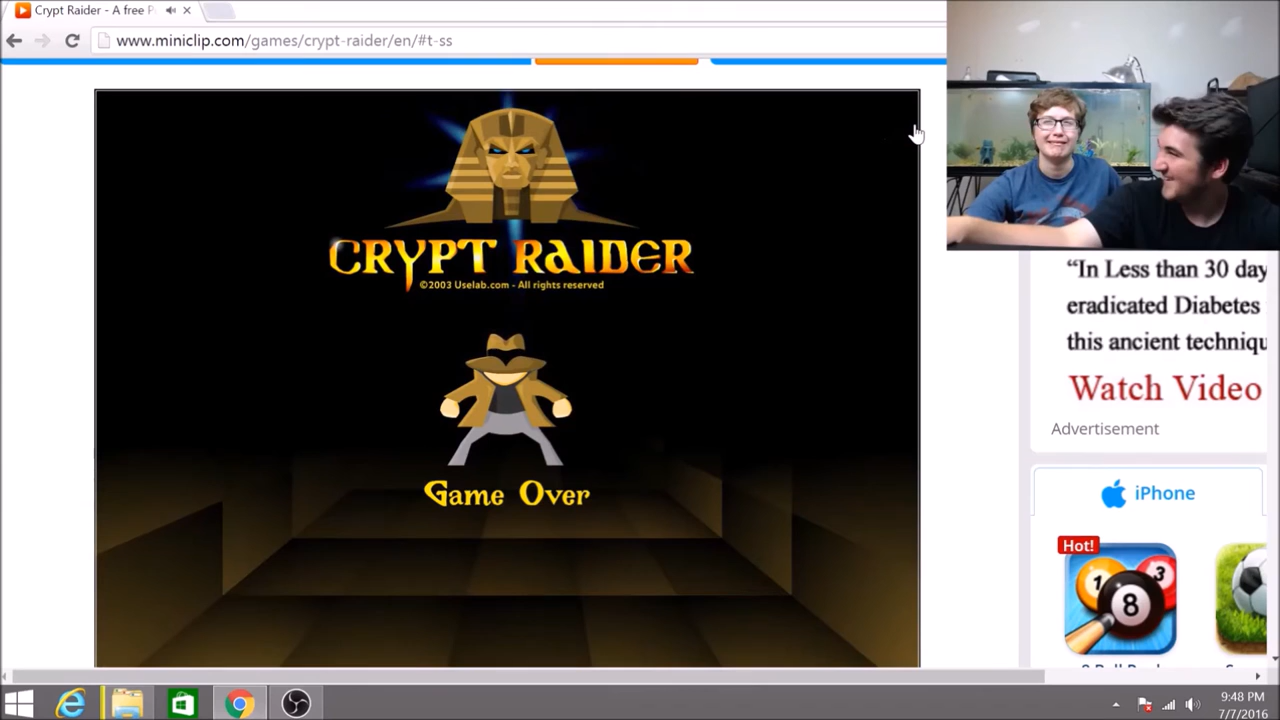 Crypt Raider - A free P
www.miniclip.com/games/crypt-raider/en/#t-ss
CRYPT RAIDER
©2003 Uselab.com - All rights reserved
Game Over
“In Less than 30 day
eradicated Diabetes
this ancient techniqu
Watch Video
Advertisement
iPhone
Hot!
1
3
8
9:48 PM
7/7/2016